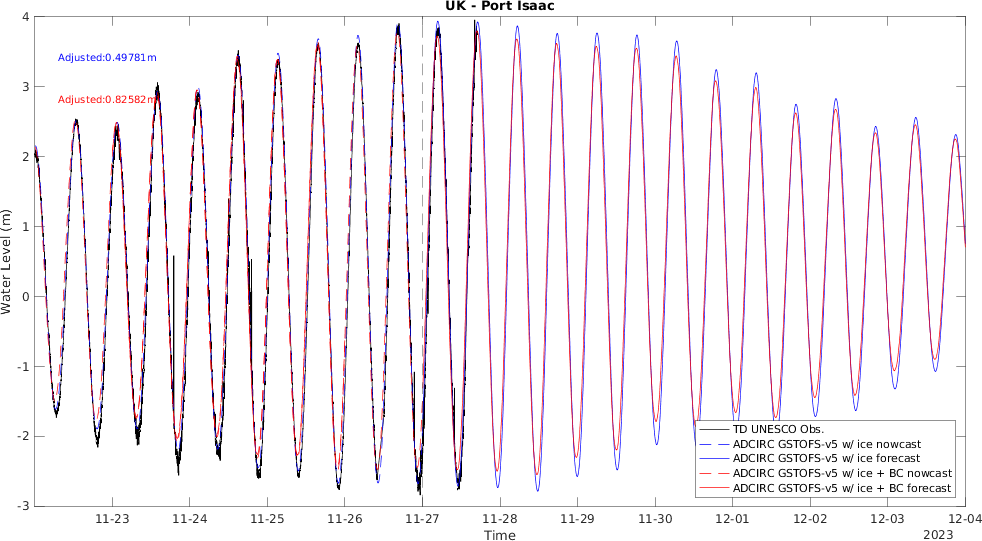 UK - Port Isaac
Adjusted:0.49781m
Adjusted:0.82582m
4
3
2
1
0
-1
-2
-3
Water Level (m)
11-23 11-24 11-25 11-26 11-27 11-28 11-29 11-30 12-01 12-02 12-03 12-04
Time
2023
TD UNESCO Obs.
ADCIRC GSTOFS-v5 w/ ice nowcast
ADCIRC GSTOFS-v5 w/ ice forecast
ADCIRC GSTOFS-v5 w/ ice + BC nowcast
ADCIRC GSTOFS-v5 w/ ice + BC forecast